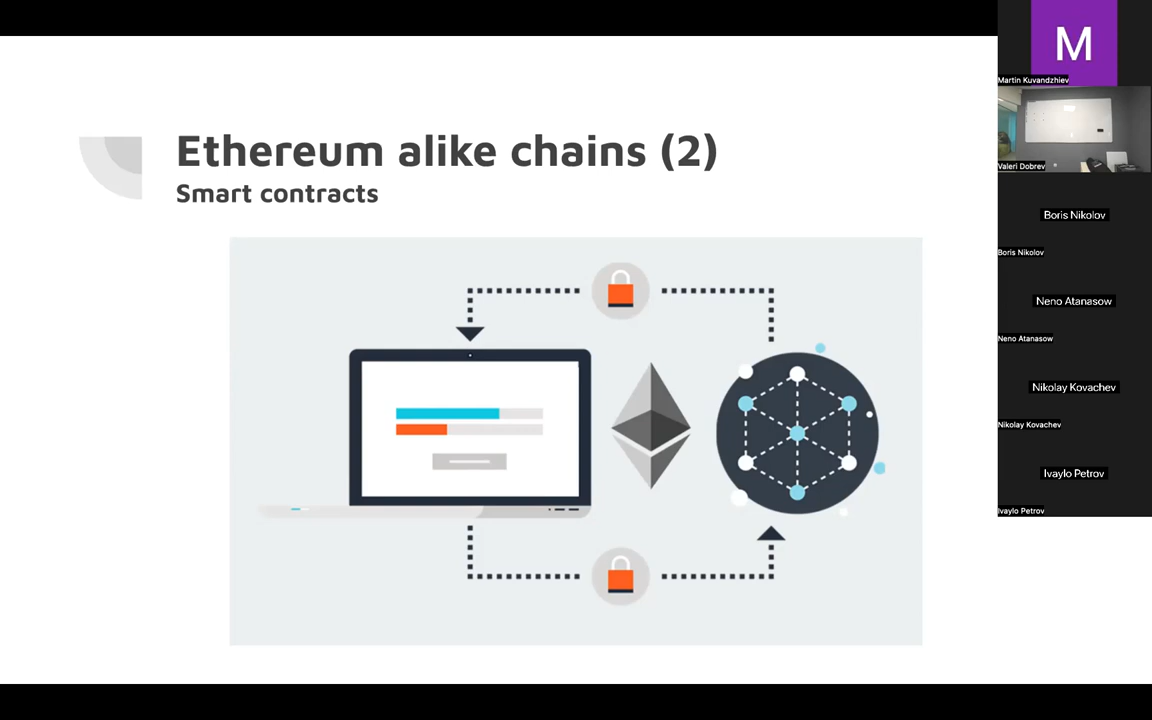 Ethereum alike chains (2)
Smart contracts
M
Martin Kuvandzhiev
Valeri Dobrev
Boris Nikolov
Boris Nikolov
Neno Atanasow
Neno Atanasow
Nikolay Kovachev
Nikolay Kovachev
Ivaylo Petrov
Ivaylo Petrov